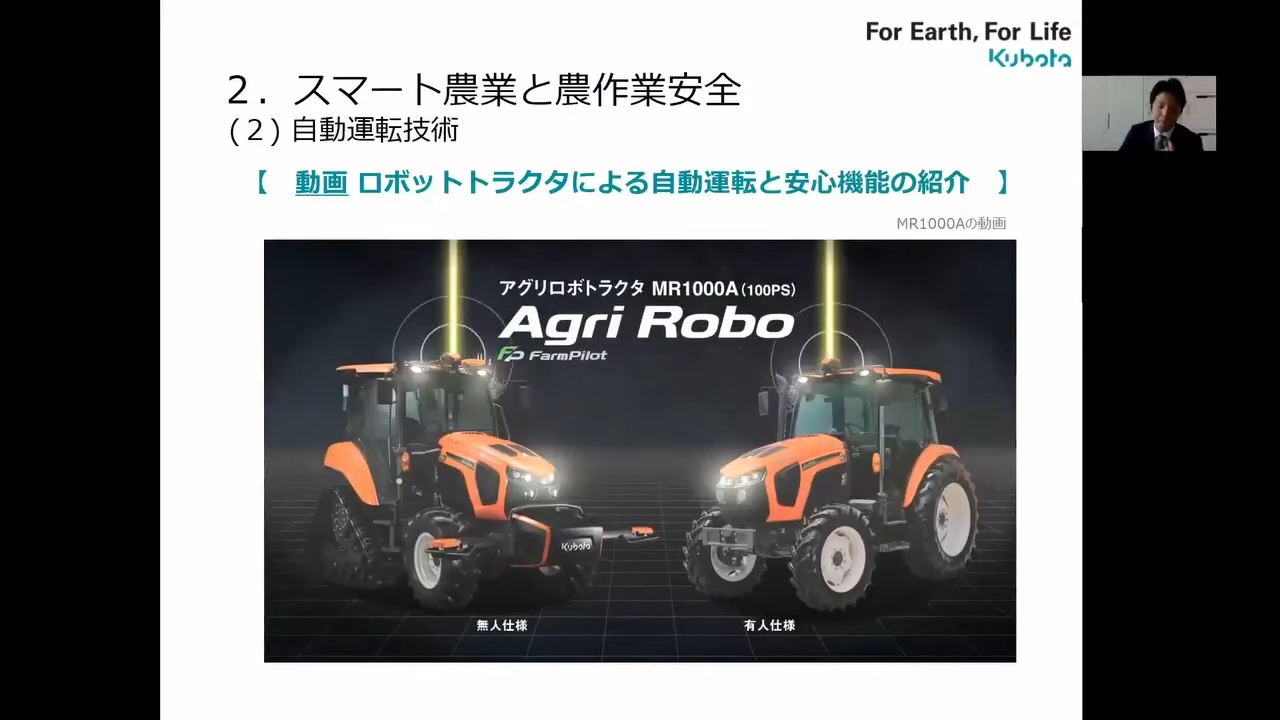 For Earth, For Life
Kubota
2．スマート農業と農作業安全
(2) 自動運転技術
【　動画 ロボットトラクタによる自動運転と安心機能の紹介　】
MR1000Aの動画
アグリロボトラクタ MR1000A(100PS)
Agri Robo
FP FarmPilot
Kubota
無人仕様
有人仕様